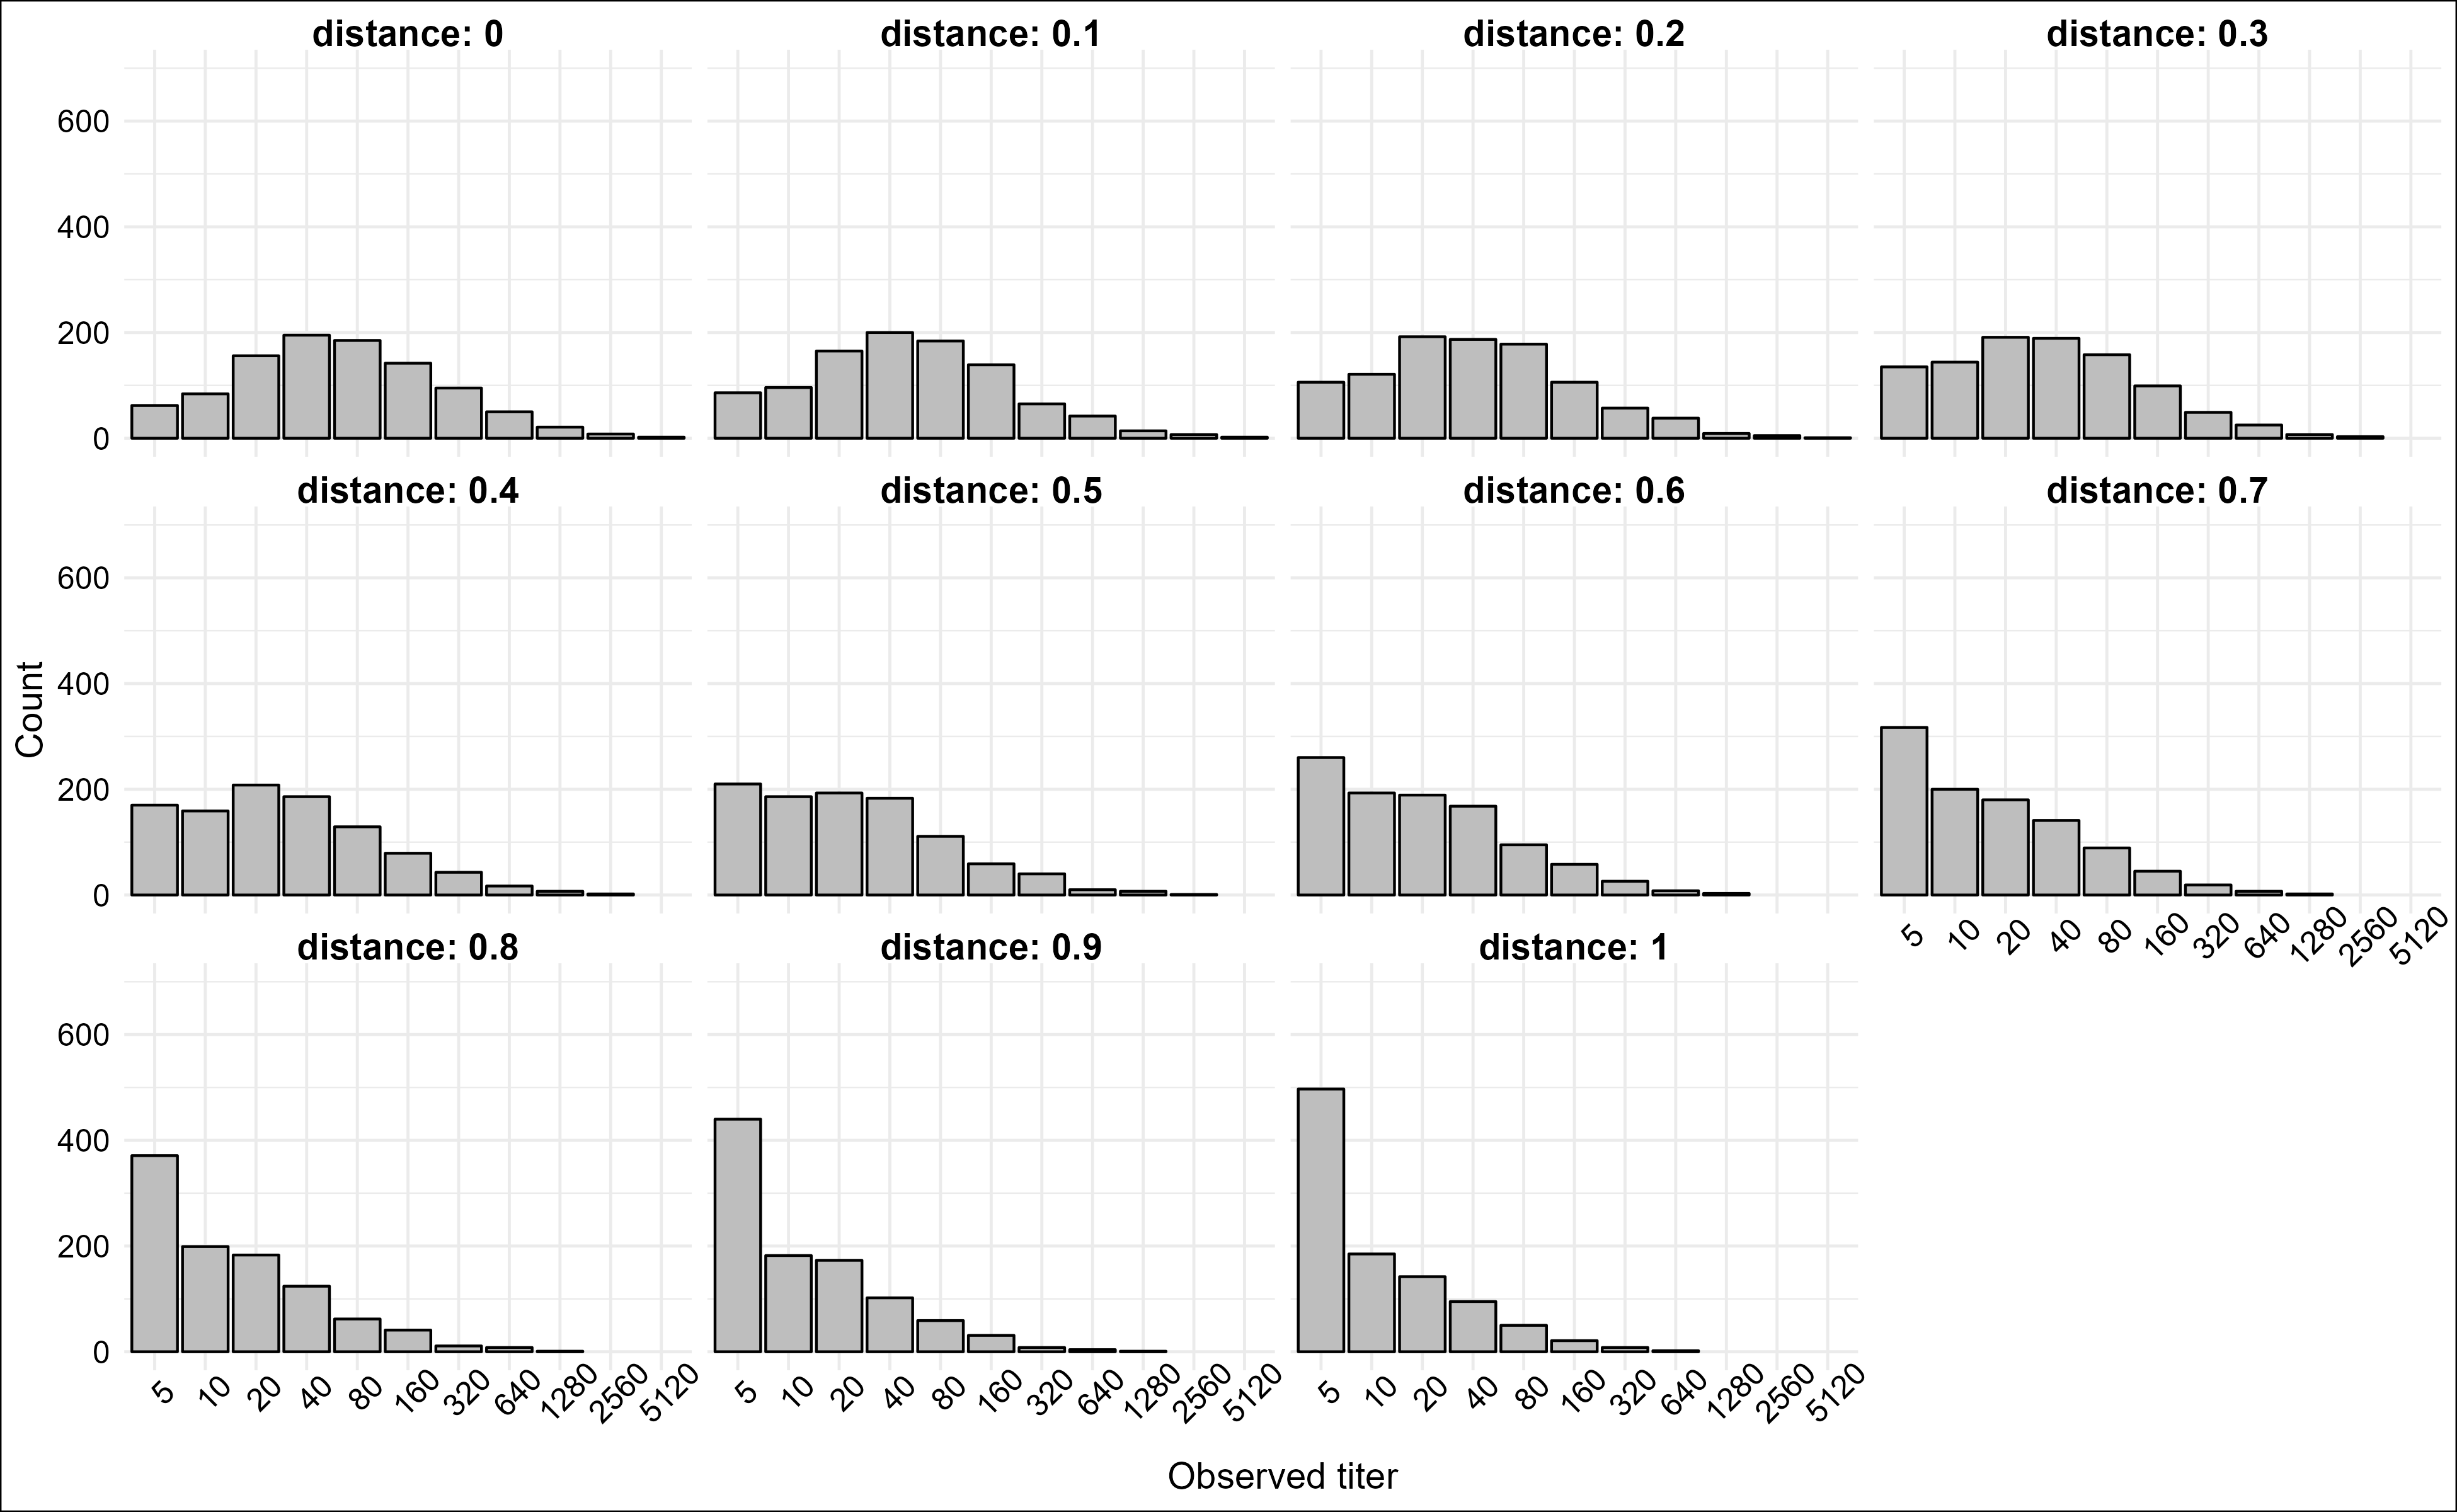 distance: 0
distance: 0.1
distance: 0.2
distance: 0.3
600
400
200
0
distance: 0.4
distance: 0.5
distance: 0.6
distance: 0.7
600
400
200
0
5 10 20 40 80 160 320 640 1280 2560 5120
distance: 0.8
distance: 0.9
distance: 1
600
400
200
0
5 10 20 40 80 160 320 640 1280 2560 5120
5 10 20 40 80 160 320 640 1280 2560 5120
5 10 20 40 80 160 320 640 1280 2560 5120
Count
Observed titer